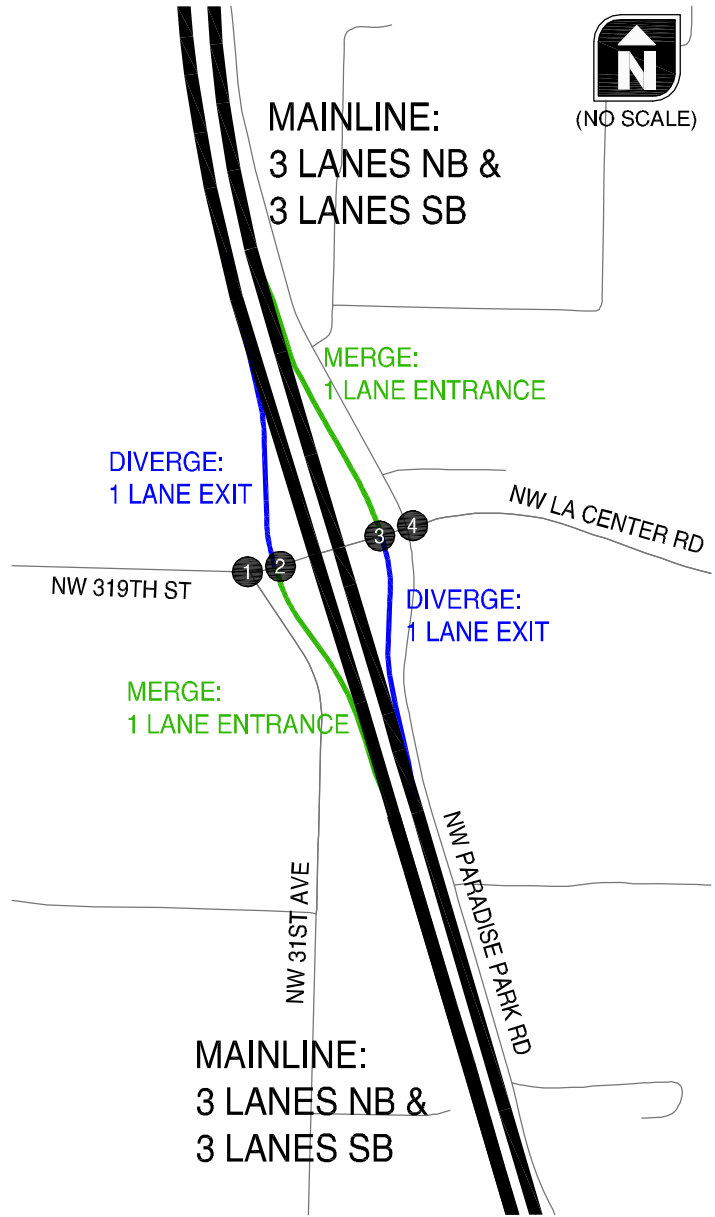 N
(NO SCALE)
MAINLINE:
3 LANES NB &
3 LANES SB
MERGE:
1 LANE ENTRANCE
DIVERGE:
1 LANE EXIT
NW LA CENTER RD
3
4
1
2
NW 319TH ST
DIVERGE:
1 LANE EXIT
MERGE:
1 LANE ENTRANCE
NW PARADISE PARK RD
NW 31ST AVE
MAINLINE:
3 LANES NB &
3 LANES SB